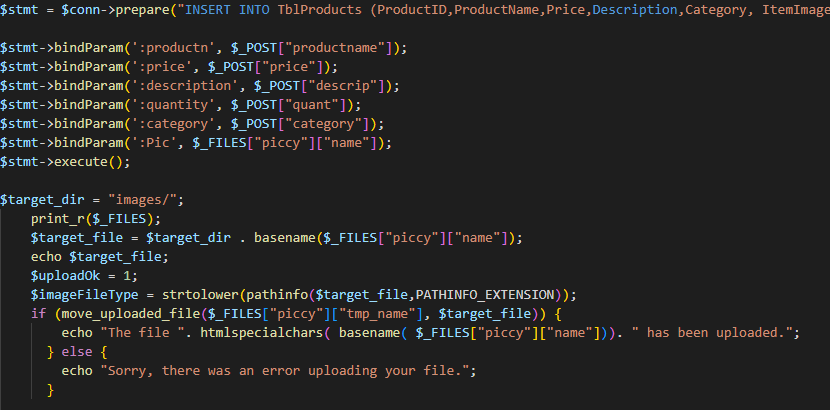 $stmt = $conn->prepare("INSERT INTO TblProducts (ProductID,ProductName,Price,Description,Category, ItemImage
$stmt->bindParam(':productn', $_POST["productname"]);
$stmt->bindParam(':price', $_POST["price"]);
$stmt->bindParam(':description', $_POST["descrip"]);
$stmt->bindParam(':quantity', $_POST["quant"]);
$stmt->bindParam(':category', $_POST["category"]);
$stmt->bindParam(':Pic', $_FILES["piccy"]["name"]);
$stmt->execute();
$target_dir = "images/";
print_r($_FILES);
$target_file = $target_dir . basename($_FILES["piccy"]["name"]);
echo $target_file;
$uploadOk = 1;
$imageFileType = strtolower(pathinfo($target_file,PATHINFO_EXTENSION));
if (move_uploaded_file($_FILES["piccy"]["tmp_name"], $target_file)) {
echo "The file ". htmlspecialchars( basename( $_FILES["piccy"]["name"])). " has been uploaded.";
} else {
echo "Sorry, there was an error uploading your file.";
}